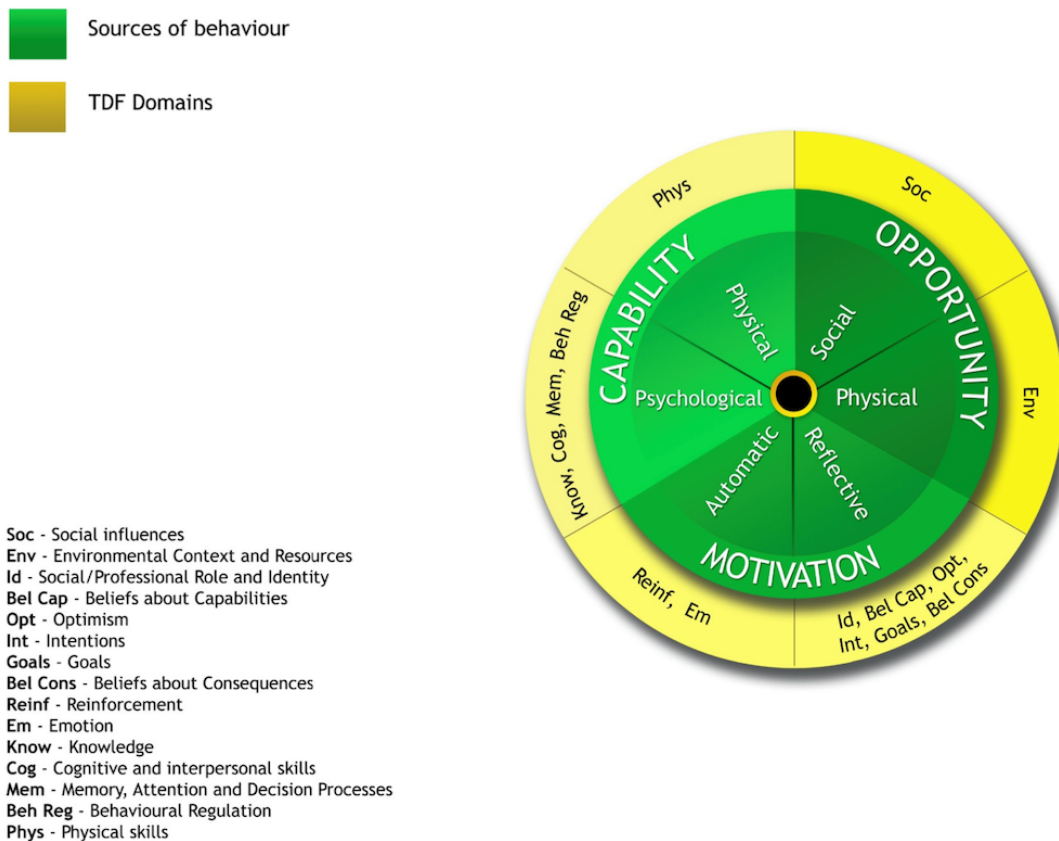 Sources of behaviour
TDF Domains
Phys
Soc
CAPABILITY
OPPORTUNITY
Physical
Social
Know, Cog, Mem, Beh Reg
Psychological
Physical
Env
Automatic
Reflective
MOTIVATION
Reinf, Em
Id, Bel Cap, Opt,
Int, Goals, Bel Cons
Soc - Social influences
Env - Environmental Context and Resources
Id - Social/Professional Role and Identity
Bel Cap - Beliefs about Capabilities
Opt - Optimism
Int - Intentions
Goals - Goals
Bel Cons - Beliefs about Consequences
Reinf - Reinforcement
Em - Emotion
Know - Knowledge
Cog - Cognitive and interpersonal skills
Mem - Memory, Attention and Decision Processes
Beh Reg - Behavioural Regulation
Phys - Physical skills